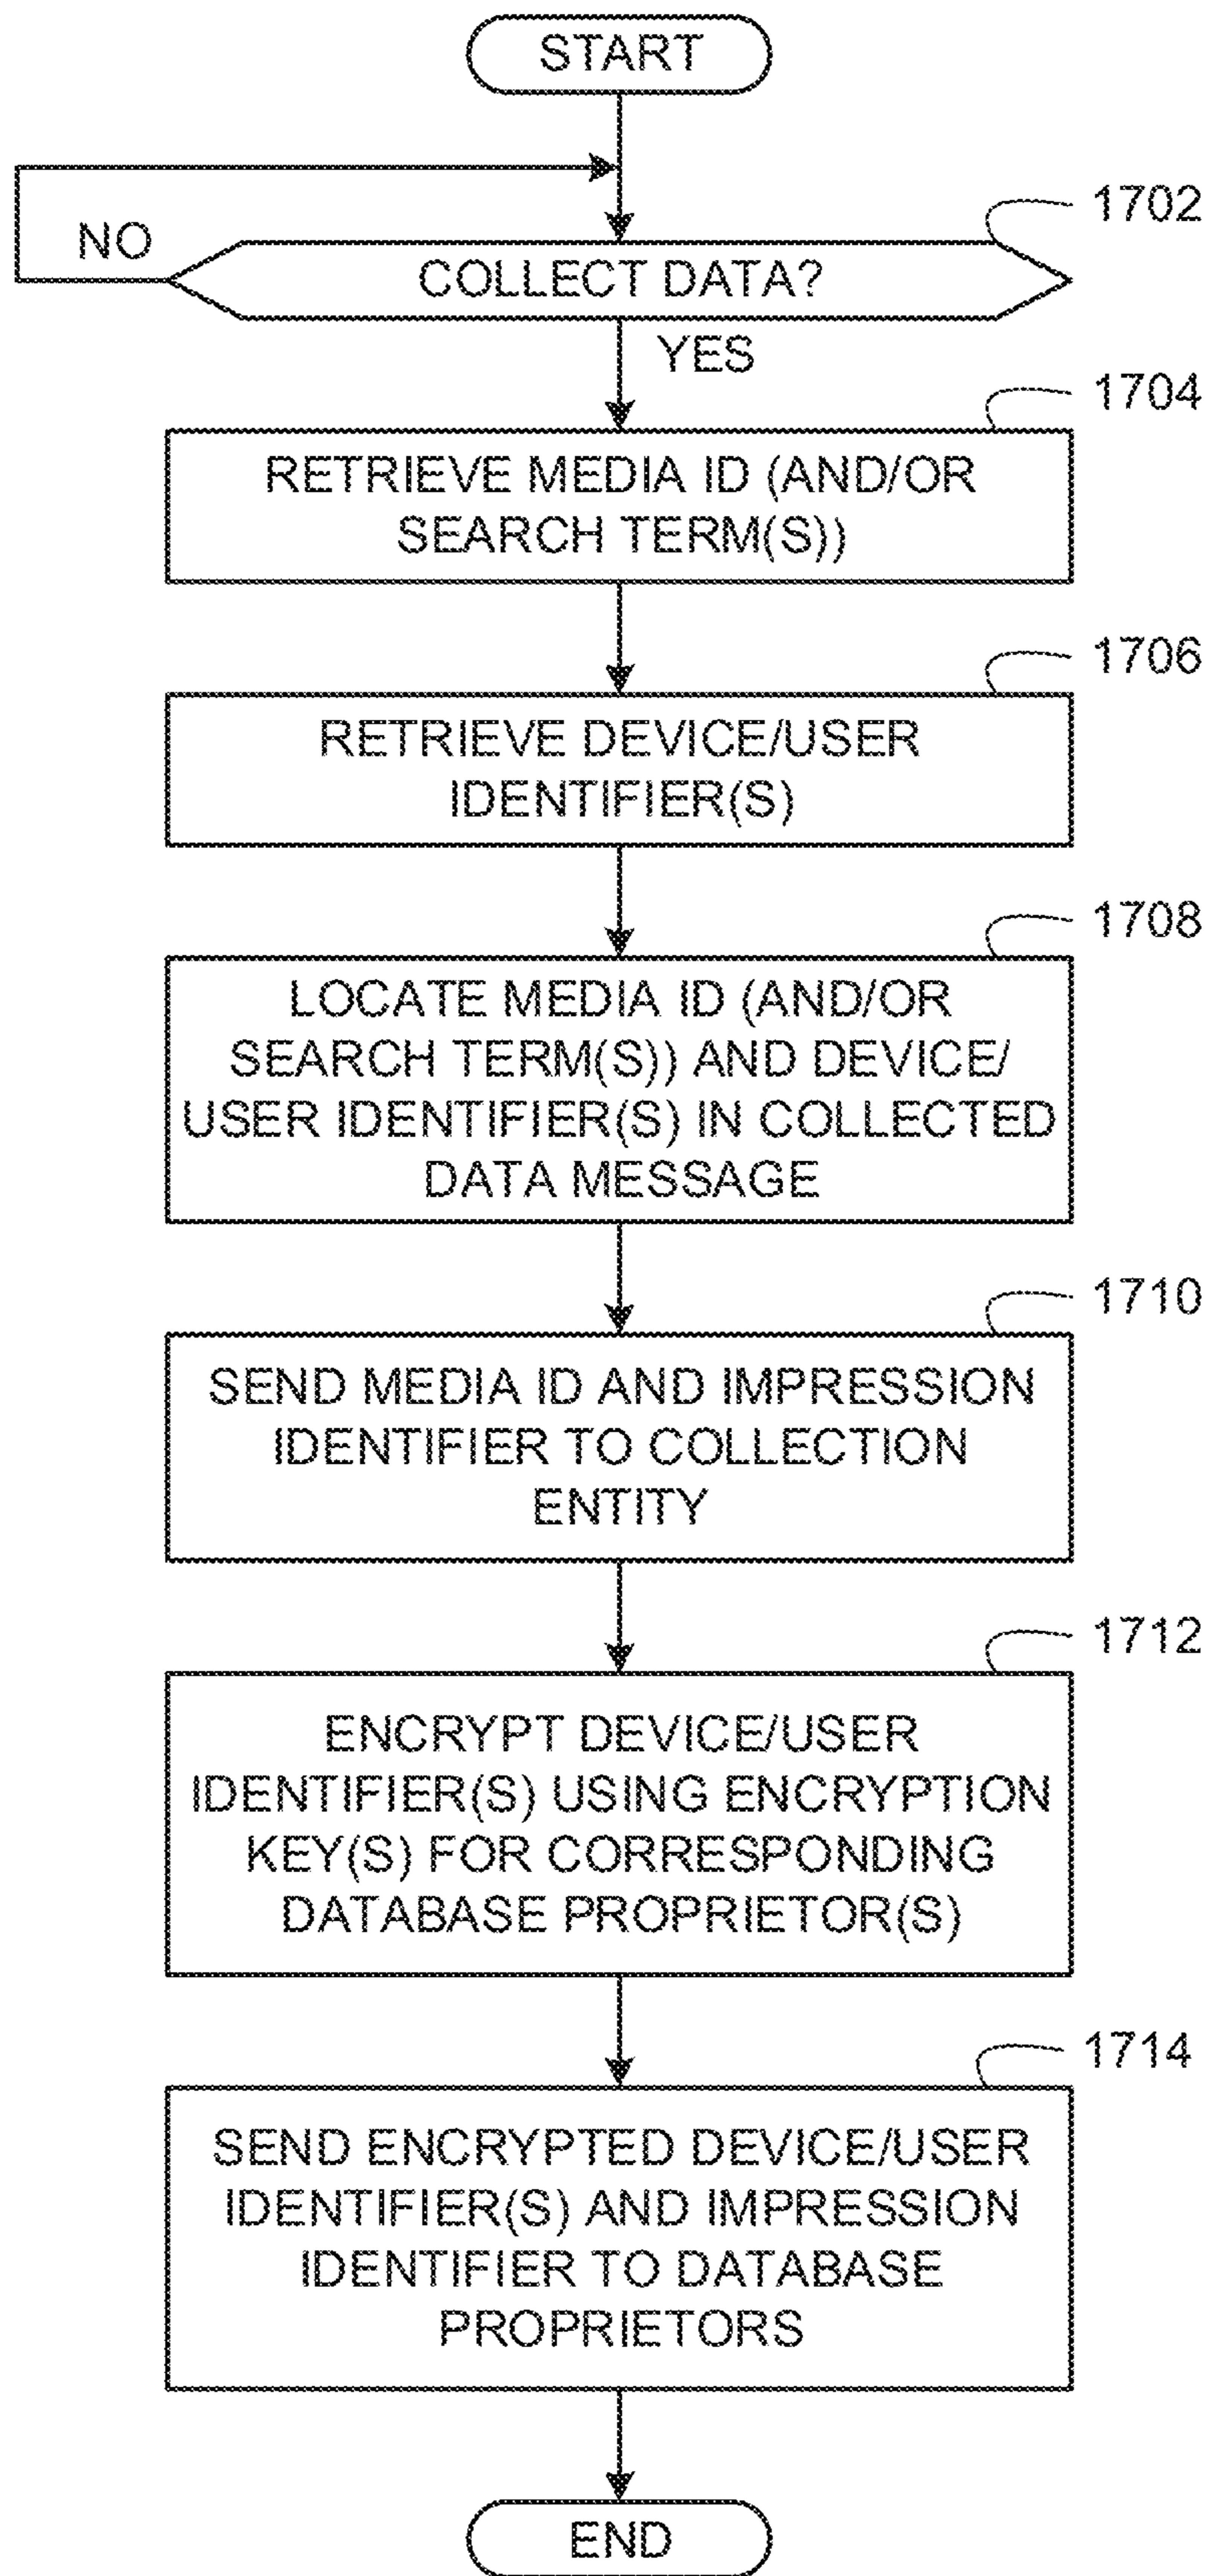 START
1702
NO
COLLECT DATA?
YES
1704
RETRIEVE MEDIA ID (AND/OR
SEARCH TERM(S))
1706
RETRIEVE DEVICE/USER
IDENTIFIER(S)
1708
LOCATE MEDIA ID (AND/OR
SEARCH TERM(S)) AND DEVICE/
USER IDENTIFIER(S) IN COLLECTED
DATA MESSAGE
1710
SEND MEDIA ID AND IMPRESSION
IDENTIFIER TO COLLECTION
ENTITY
1712
ENCRYPT DEVICE/USER
IDENTIFIER(S) USING ENCRYPTION
KEY(S) FOR CORRESPONDING
DATABASE PROPRIETOR(S)
1714
SEND ENCRYPTED DEVICE/USER
IDENTIFIER(S) AND IMPRESSION
IDENTIFIER TO DATABASE
PROPRIETORS
END